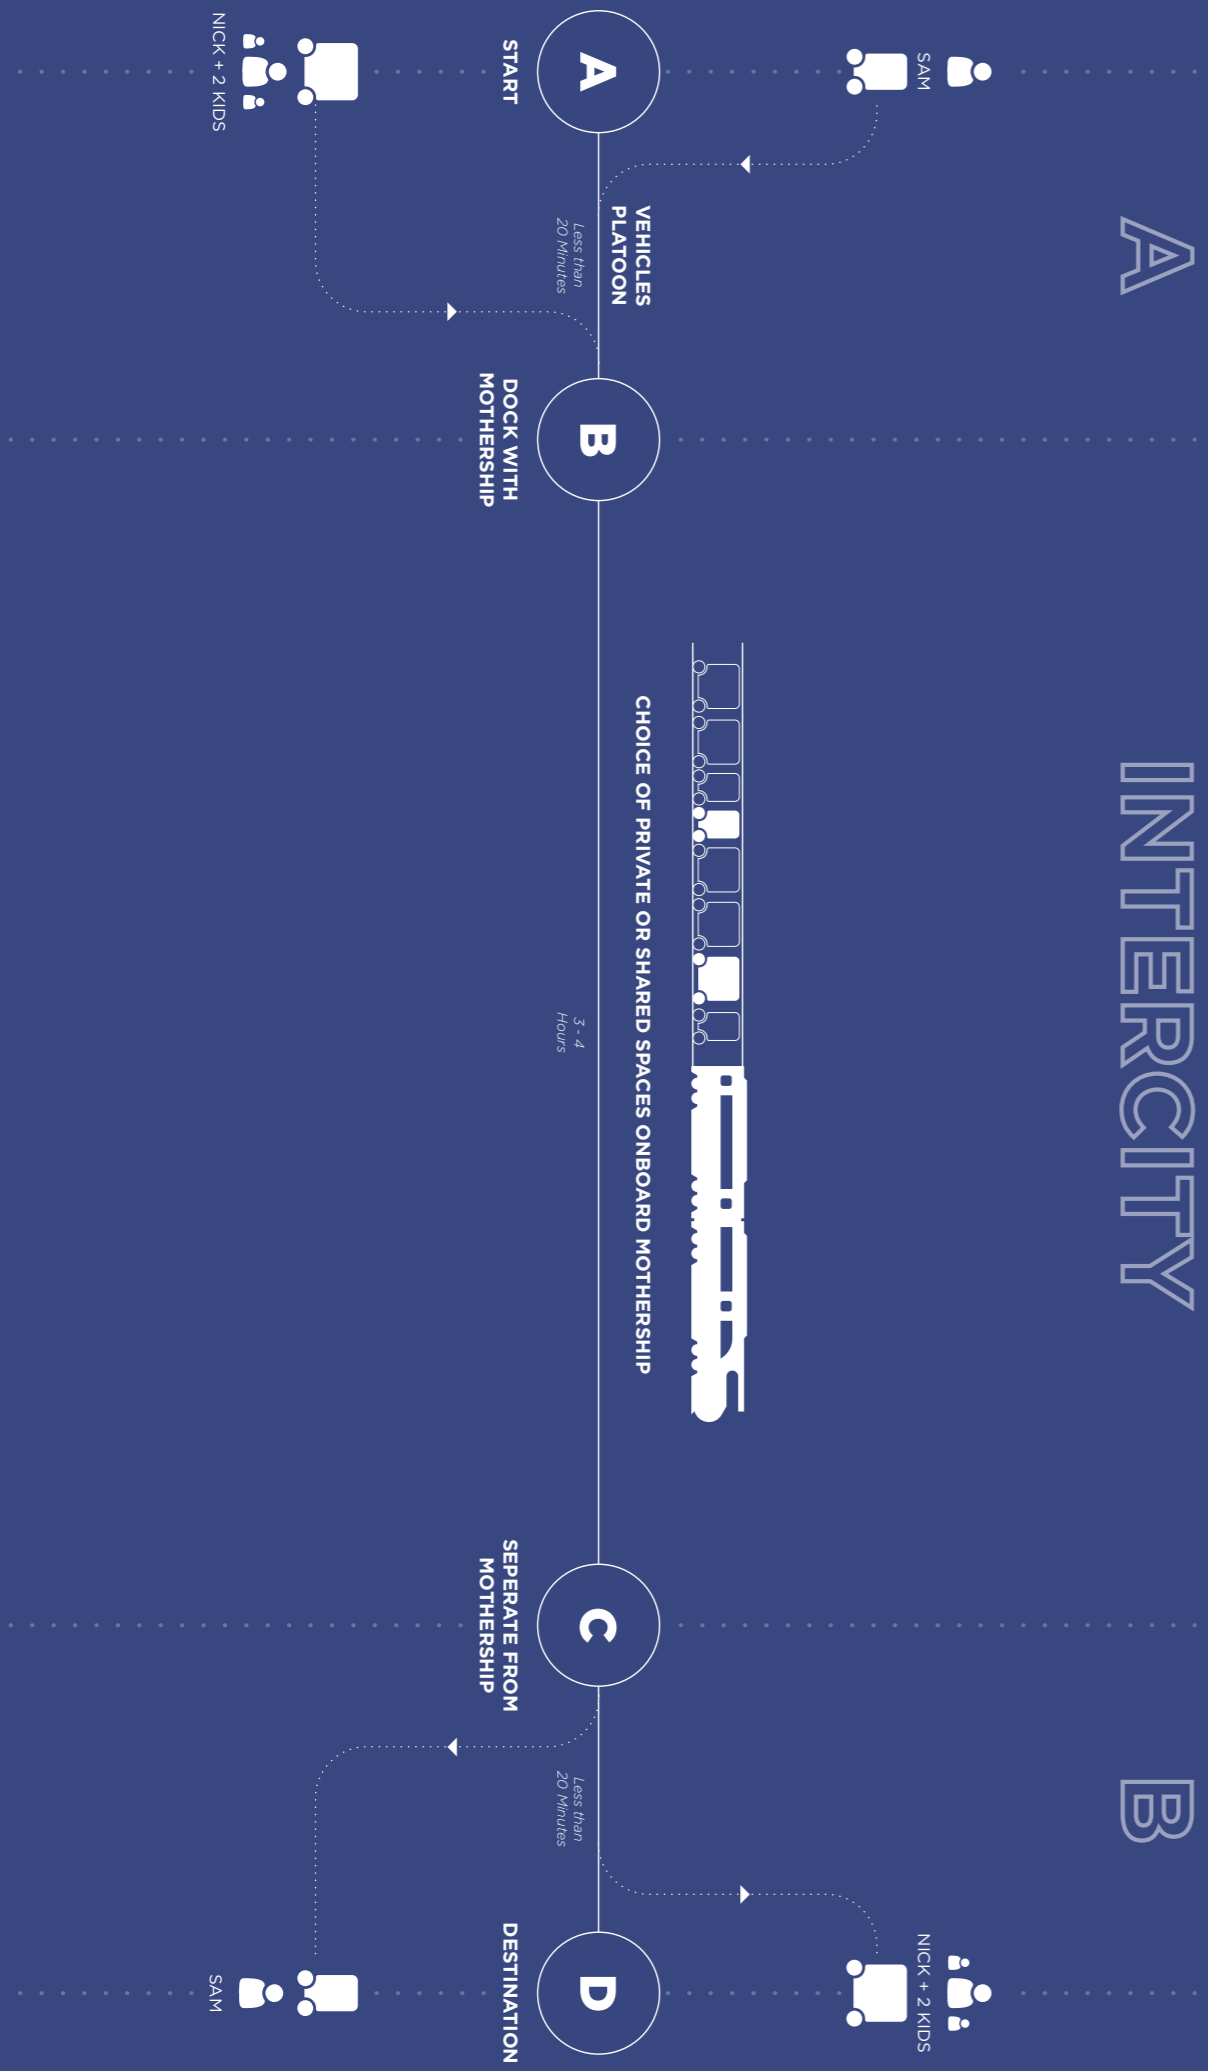 A
INTERCITY
B
SAM
NICK + 2 KIDS
CHOICE OF PRIVATE OR SHARED SPACES ONBOARD MOTHERSHIP
VEHICLES
PLATOON
A
B
C
D
Less than
20 Minutes
3 - 4
Hours
Less than
20 Minutes
START
DOCK WITH
MOTHERSHIP
SEPERATE FROM
MOTHERSHIP
DESTINATION
NICK + 2 KIDS
SAM